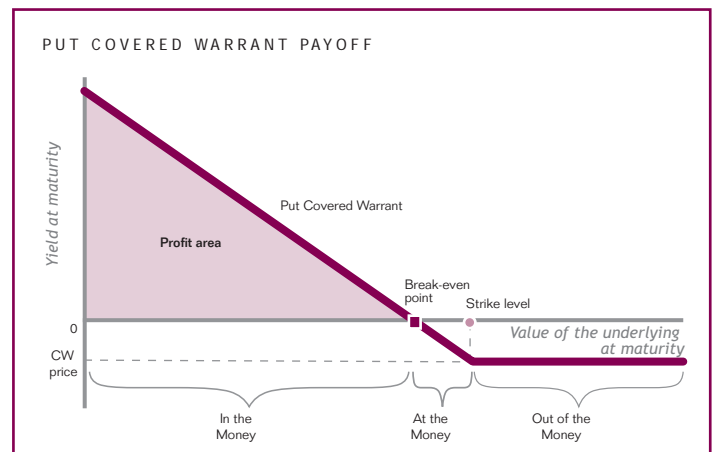 PUT COVERED WARRANT PAYOFF
Yield at maturity
Put Covered Warrant
Profit area
Break-even
point
Strike level
0
Value of the underlying
at maturity
CW
price
In the
Money
At the
Money
Out of the
Money